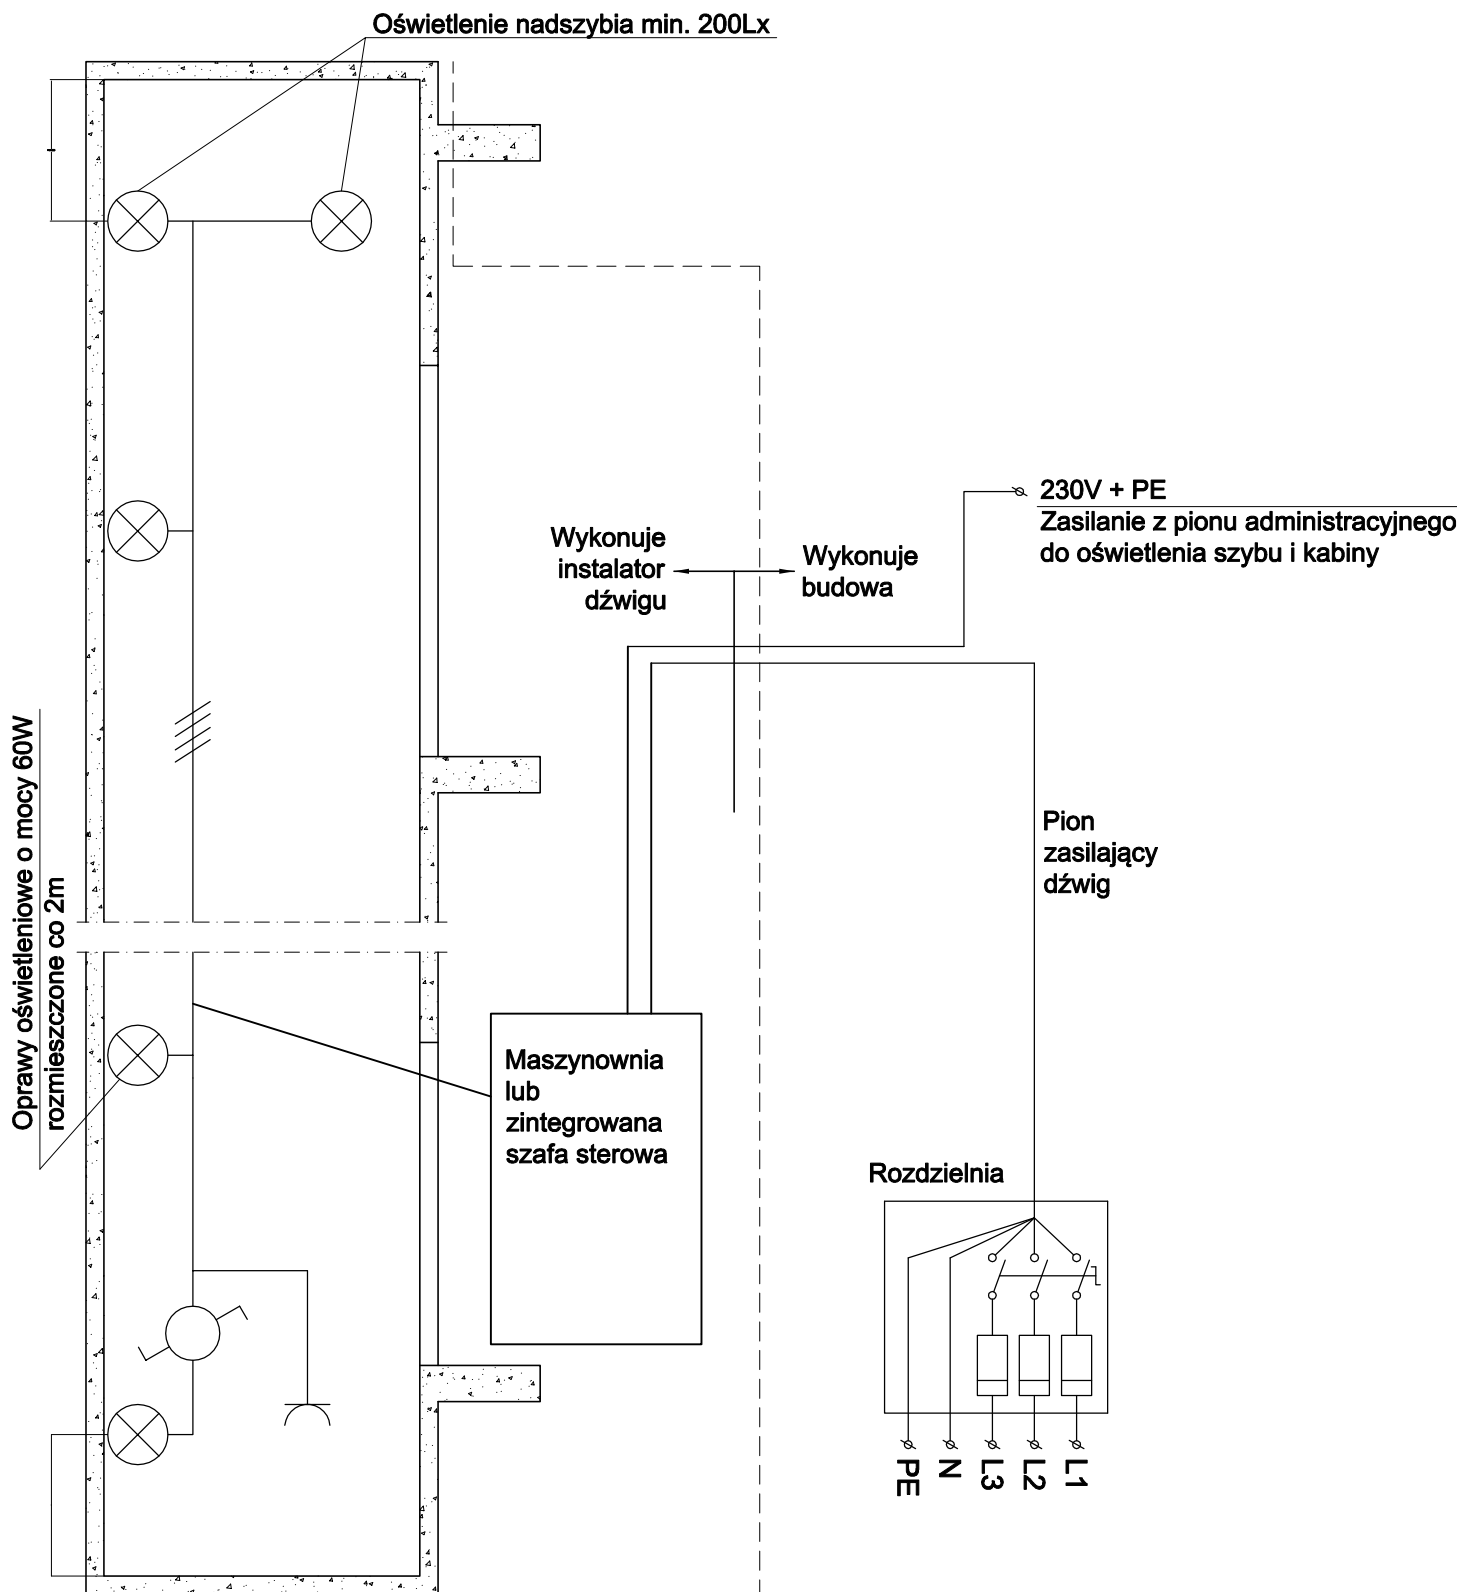 Oświetlenie nadszybia min. 200Lx
230V + PE
Zasilanie z pionu administracyjnego
do oświetlenia szybu i kabiny
Wykonuje
instalator
dźwigu
Wykonuje
budowa
Oprawy oświetleniowe o mocy 60W
rozmieszczone co 2m
Pion
zasilający
dźwig
Maszynownia
lub
zintegrowana
szafa sterowa
Rozdzielnia
PE
N
L3
L2
L1